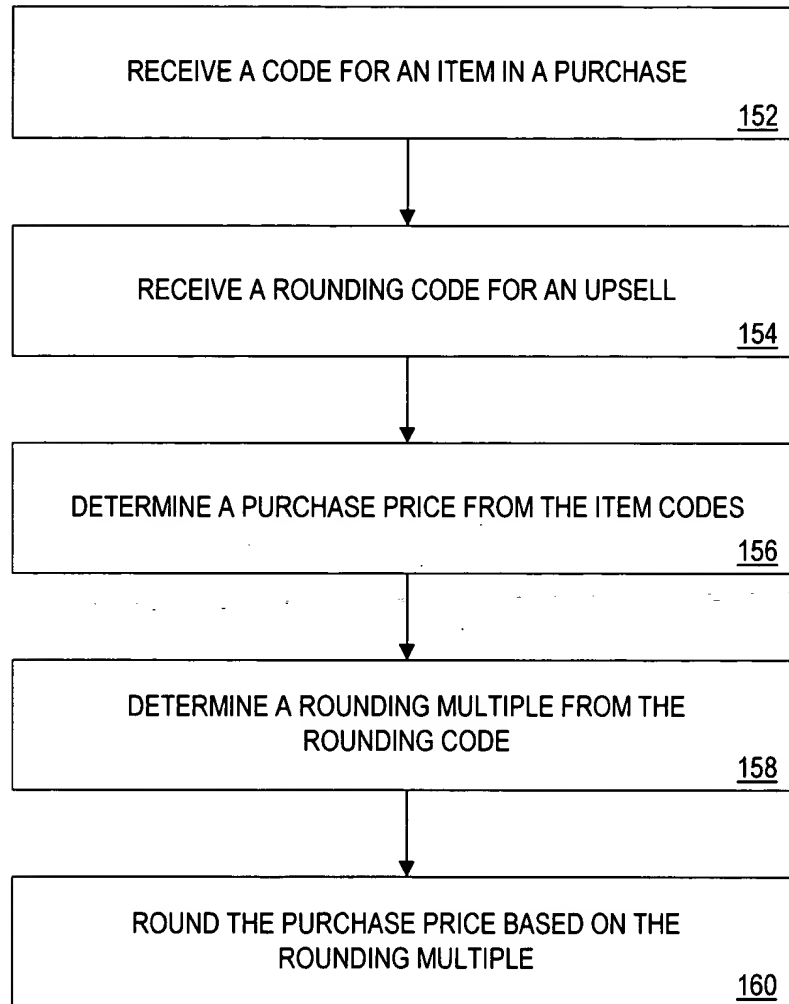 RECEIVE A CODE FOR AN ITEM IN A PURCHASE
152
RECEIVE A ROUNDING CODE FOR AN UPSELL
154
DETERMINE A PURCHASE PRICE FROM THE ITEM CODES
156
DETERMINE A ROUNDING MULTIPLE FROM THE
ROUNDING CODE
158
ROUND THE PURCHASE PRICE BASED ON THE
ROUNDING MULTIPLE
160